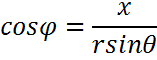 cosφ = x / rsinθ